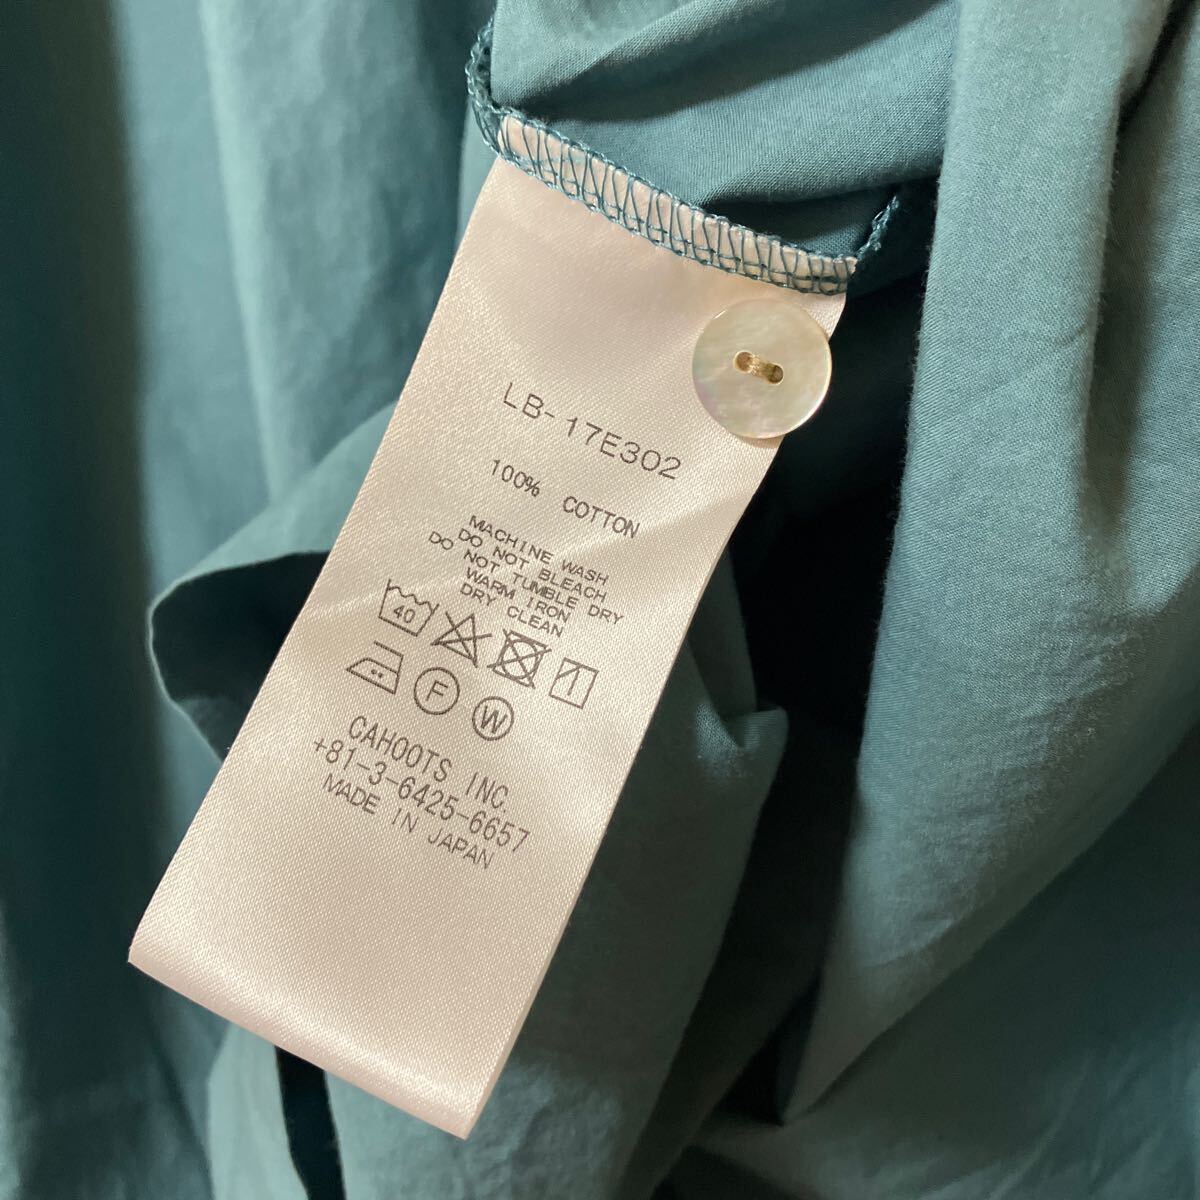 LB-17E302
100% COTTON
MACHINE WASH
DO NOT BLEACH
DO NOT TUMBLE DRY
WARM IRON
DRY CLEAN
40
F W
CAHOOTS INC.
+81-3-6425-6657
MADE IN JAPAN